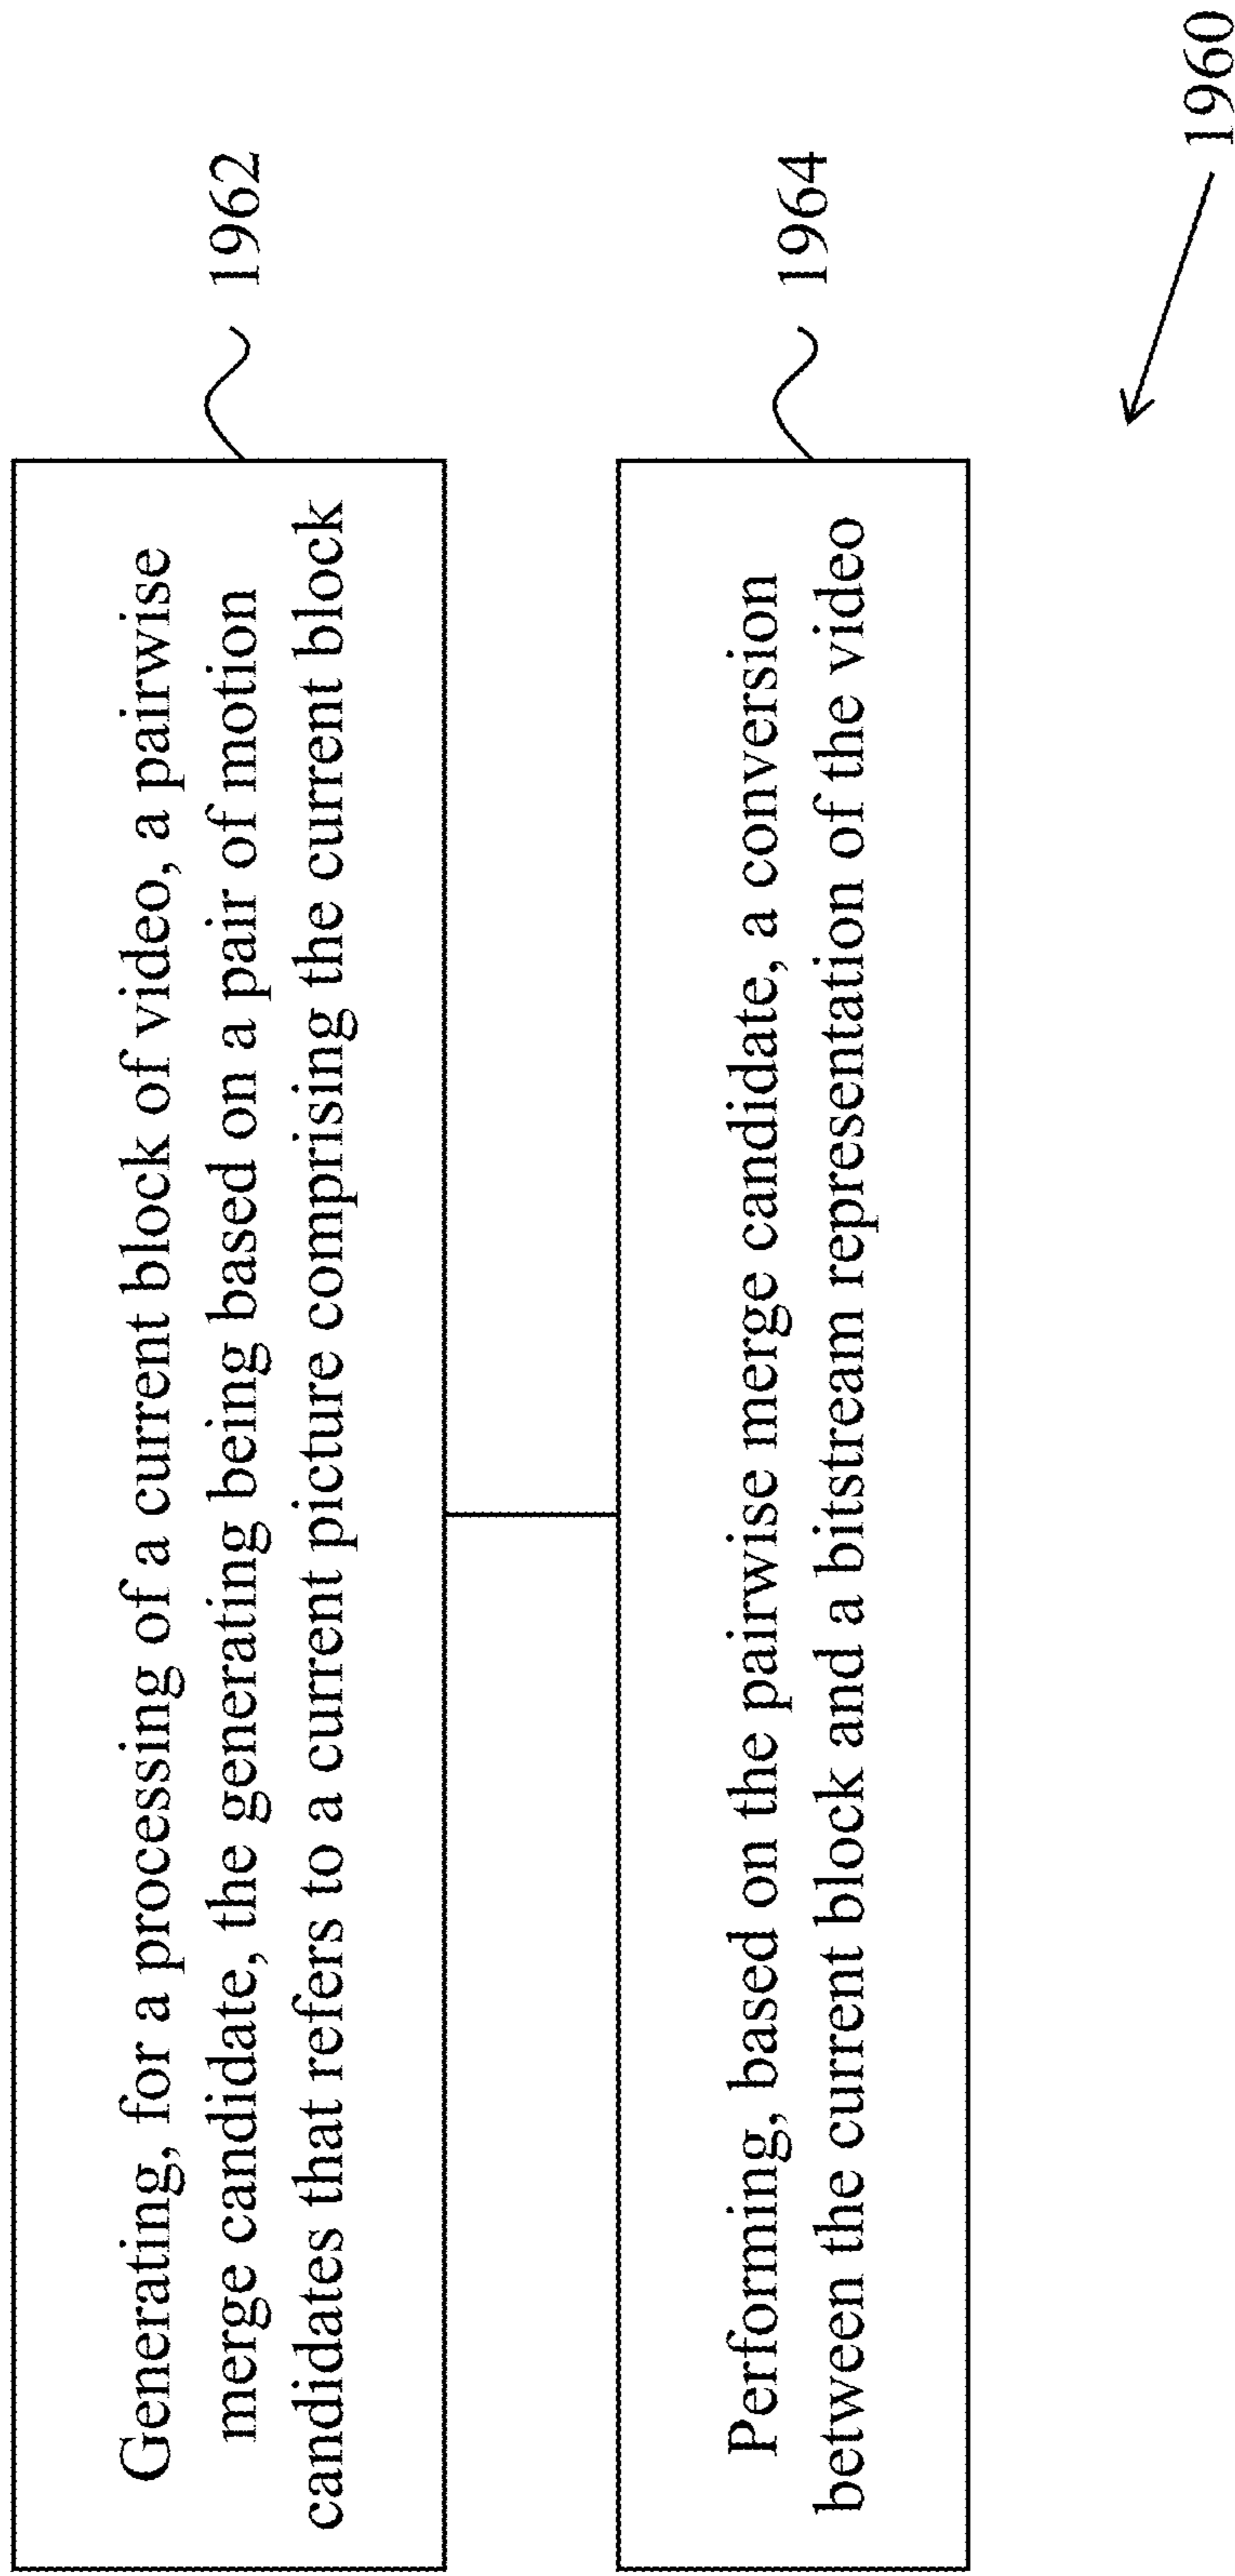 Generating, for a processing of a current block of video, a pairwise
merge candidate, the generating being based on a pair of motion
candidates that refers to a current picture comprising the current block
1962
Performing, based on the pairwise merge candidate, a conversion
between the current block and a bitstream representation of the video
1964
1960